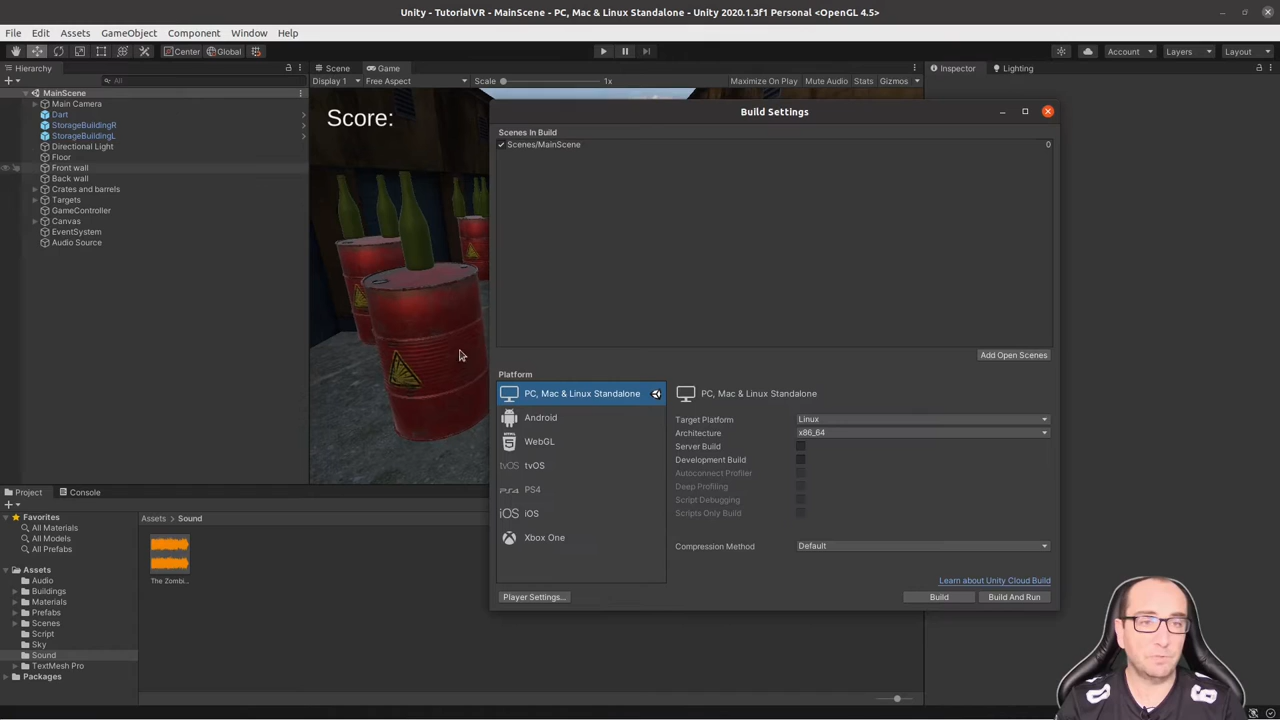 Unity - TutorialVR - MainScene - PC, Mac & Linux Standalone - Unity 2020.1.3f1 Personal <OpenGL 4.5>
File Edit Assets GameObject Component Window Help
Center Global Account Layers Layout
Hierarchy Scene Game Inspector Lighting
All Display 1 Free Aspect Scale 1x Maximize On Play Mute Audio Stats Gizmos
MainScene
Main Camera
Dart
StorageBuildingR
StorageBuildingL
Directional Light
Floor
Front wall
Back wall
Crates and barrels
Targets
GameController
Canvas
EventSystem
Audio Source
Score:
Build Settings
Scenes In Build
Scenes/MainScene 0
Add Open Scenes
Platform
PC, Mac & Linux Standalone
Android
WebGL
tvOS tvOS
PS4
iOS iOS
Xbox One
PC, Mac & Linux Standalone
Target Platform Linux
Architecture x86_64
Server Build
Development Build
Autoconnect Profiler
Deep Profiling
Script Debugging
Scripts Only Build
Compression Method Default
Learn about Unity Cloud Build
Player Settings... Build Build And Run
Project Console
Favorites
All Materials
All Models
All Prefabs
Assets
Audio
Buildings
Materials
Prefabs
Scenes
Script
Sky
Sound
TextMesh Pro
Packages
Assets > Sound
The Zombi...